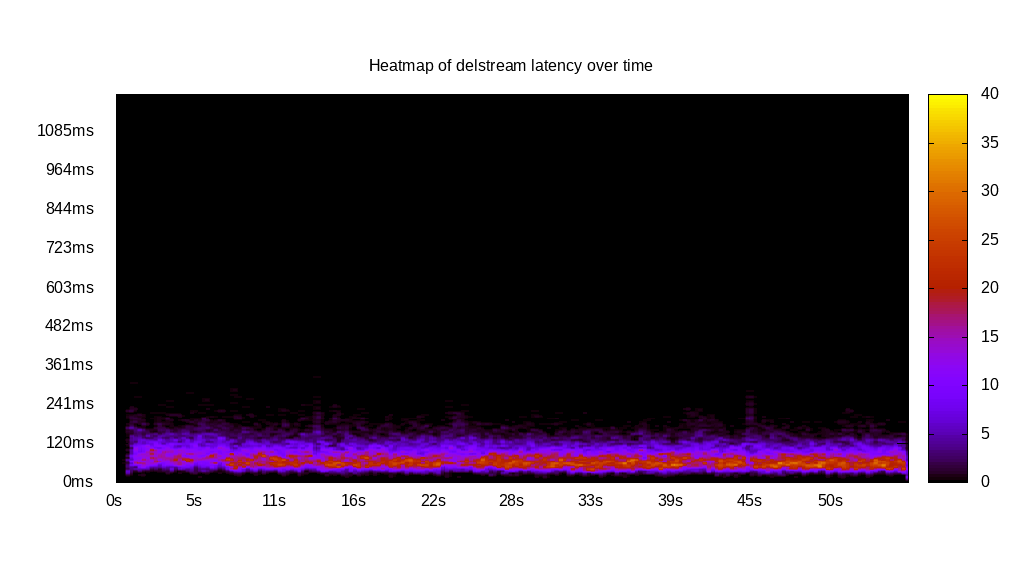 Heatmap of delstream latency over time
1085ms
964ms
844ms
723ms
603ms
482ms
361ms
241ms
120ms
0ms
0s 5s 11s 16s 22s 28s 33s 39s 45s 50s
40
35
30
25
20
15
10
5
0